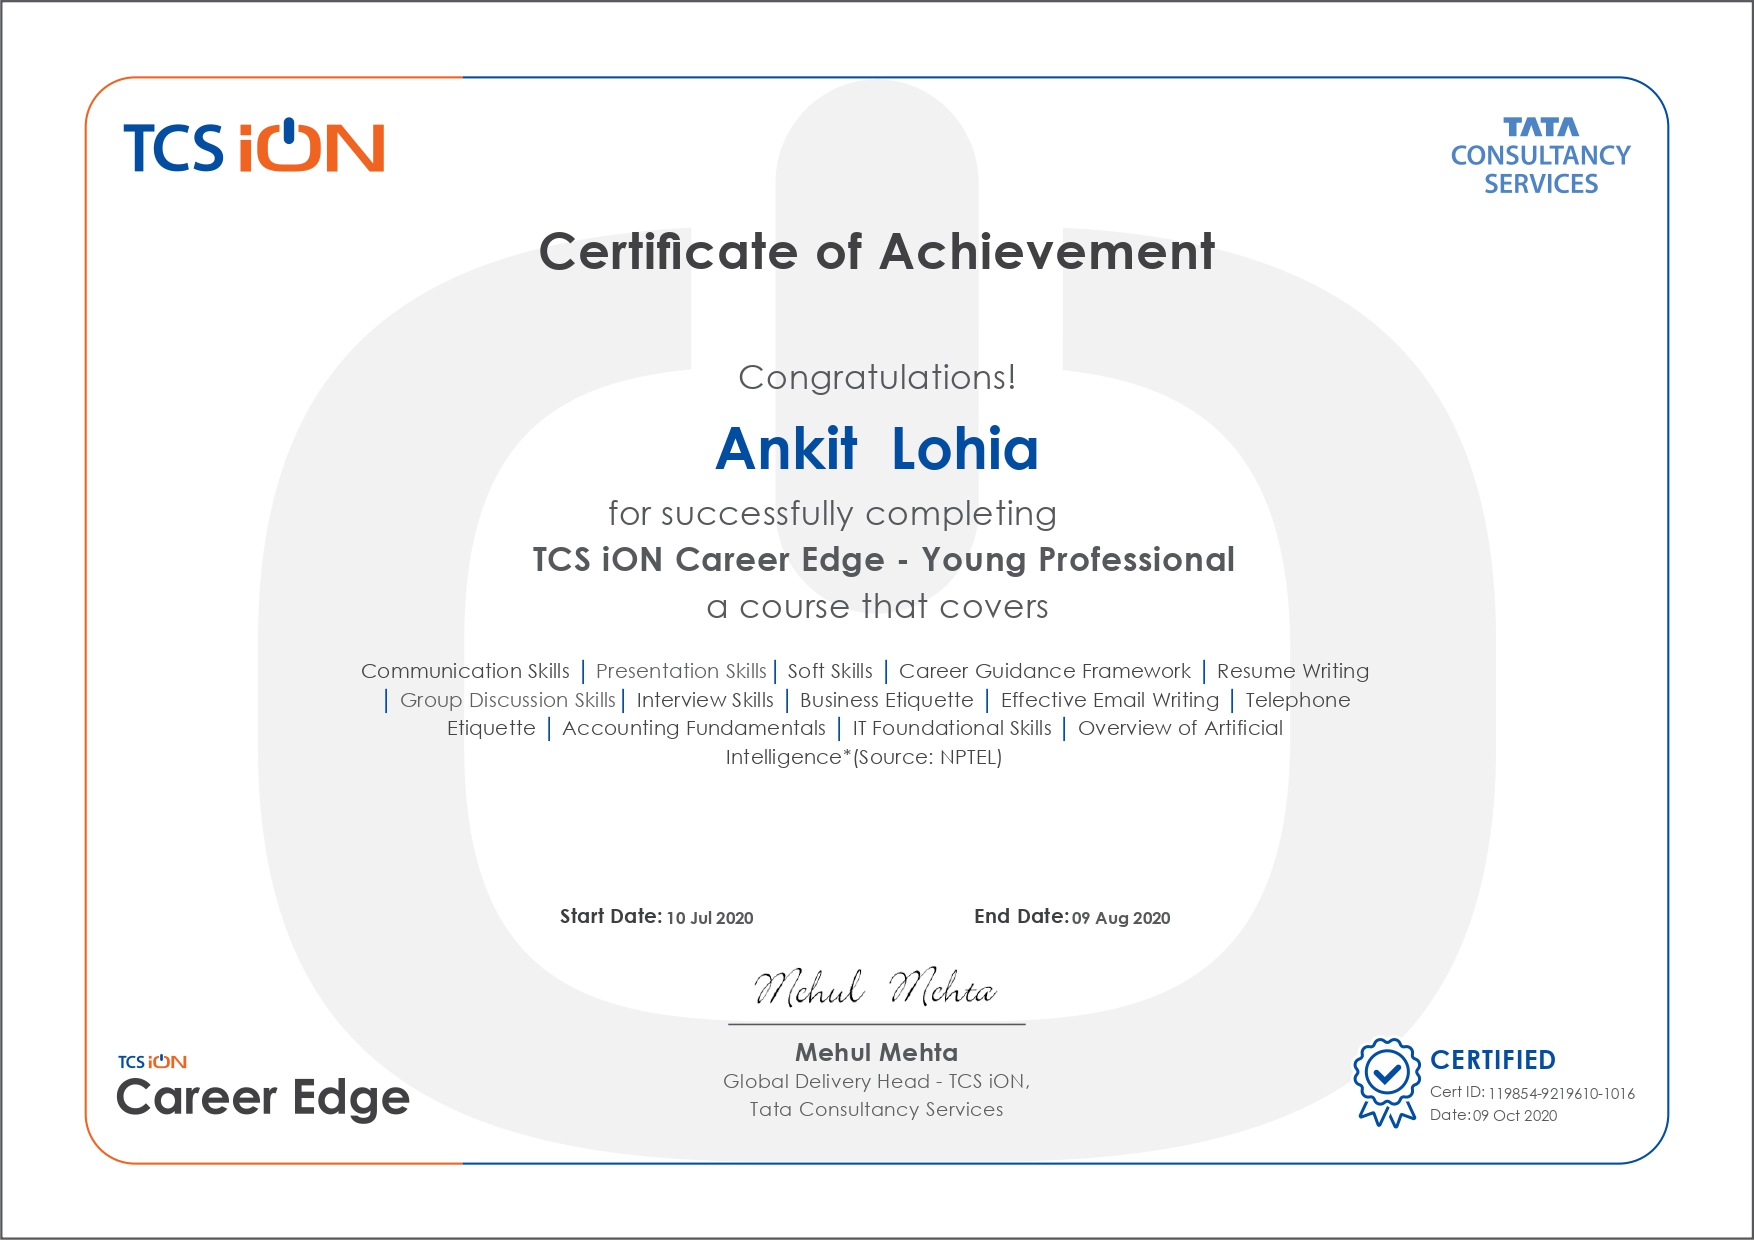 TCS iON
TATA
CONSULTANCY
SERVICES
Certificate of Achievement
Congratulations!
Ankit Lohia
for successfully completing
TCS iON Career Edge - Young Professional
a course that covers
Communication Skills | Presentation Skills | Soft Skills | Career Guidance Framework | Resume Writing
| Group Discussion Skills | Interview Skills | Business Etiquette | Effective Email Writing | Telephone
Etiquette | Accounting Fundamentals | IT Foundational Skills | Overview of Artificial
Intelligence*(Source: NPTEL)
Start Date: 10 Jul 2020 End Date: 09 Aug 2020
Mehul Mehta
Mehul Mehta
Global Delivery Head - TCS iON,
Tata Consultancy Services
TCS iON
Career Edge
CERTIFIED
Cert ID: 119854-9219610-1016
Date: 09 Oct 2020